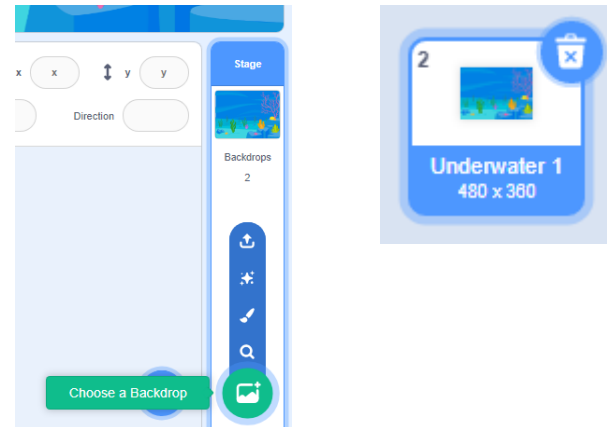 x x y y
Direction
Stage
Backdrops
2
Choose a Backdrop
2
Underwater 1
480 x 360